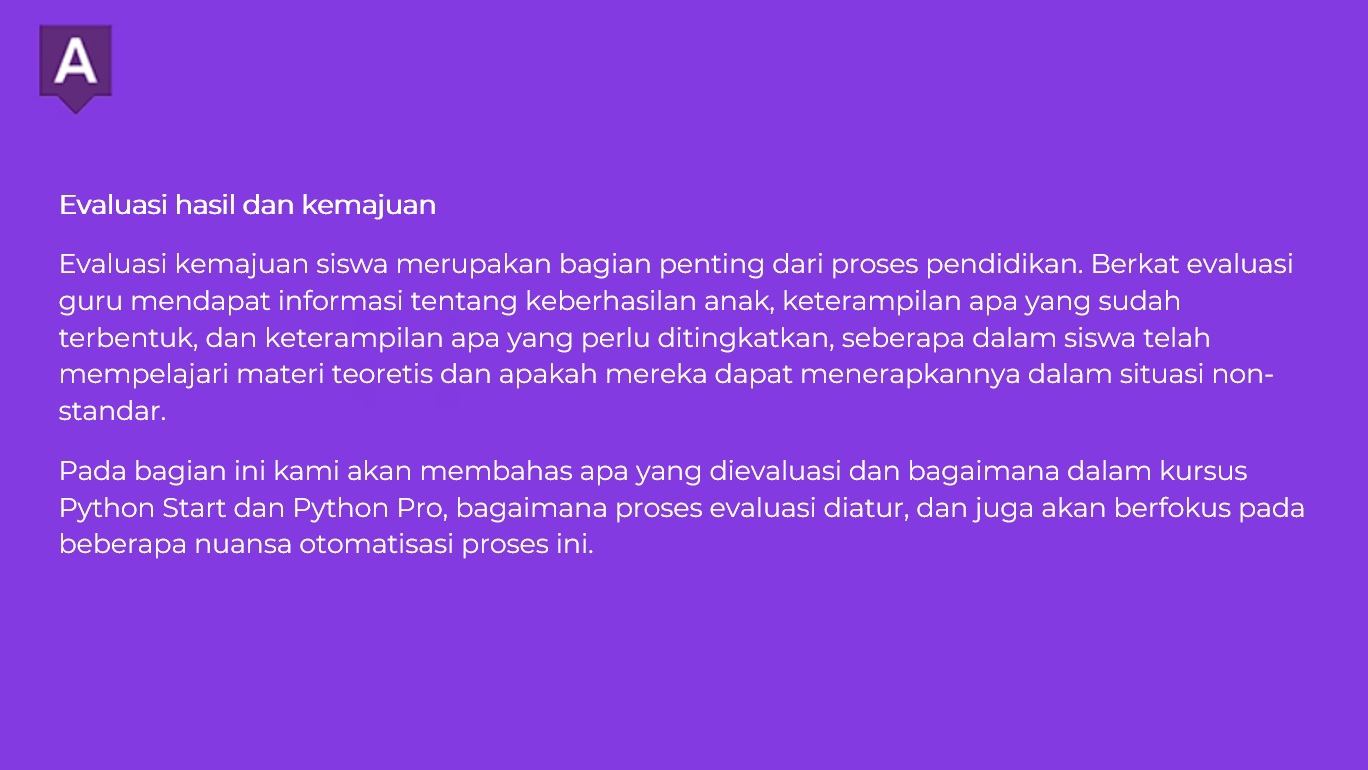 A
Evaluasi hasil dan kemajuan
Evaluasi kemajuan siswa merupakan bagian penting dari proses pendidikan. Berkat evaluasi
guru mendapat informasi tentang keberhasilan anak, keterampilan apa yang sudah
terbentuk, dan keterampilan apa yang perlu ditingkatkan, seberapa dalam siswa telah
mempelajari materi teoretis dan apakah mereka dapat menerapkannya dalam situasi non-
standar.
Pada bagian ini kami akan membahas apa yang dievaluasi dan bagaimana dalam kursus
Python Start dan Python Pro, bagaimana proses evaluasi diatur, dan juga akan berfokus pada
beberapa nuansa otomatisasi proses ini.